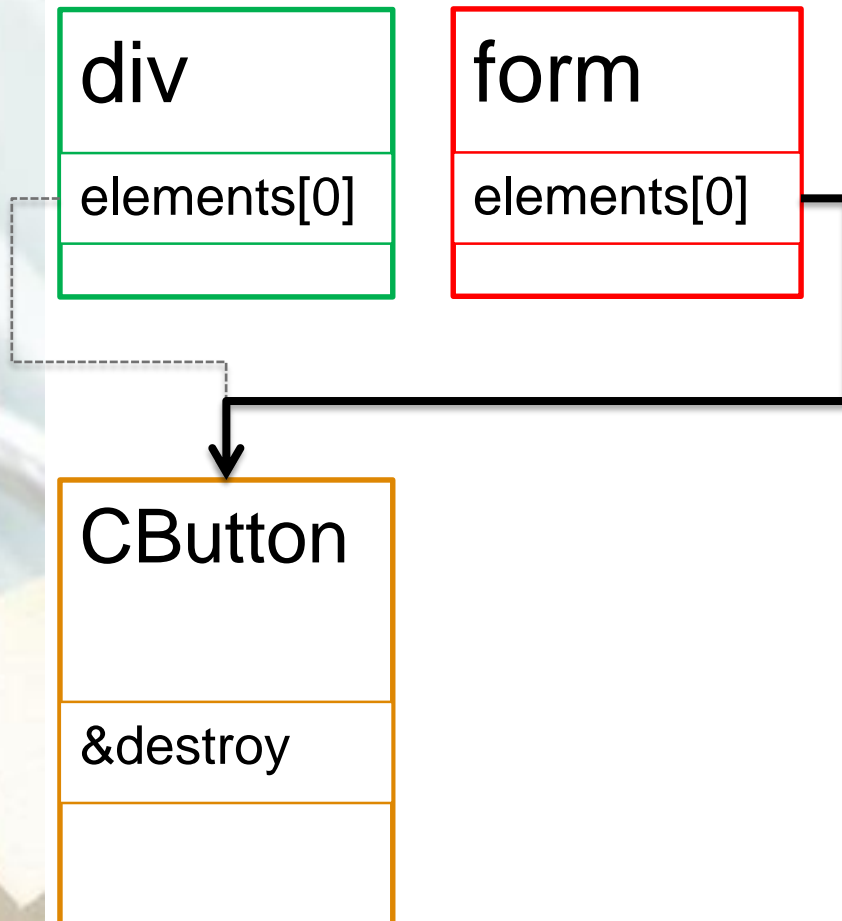 div
elements[0]
form
elements[0]
CButton
&destroy